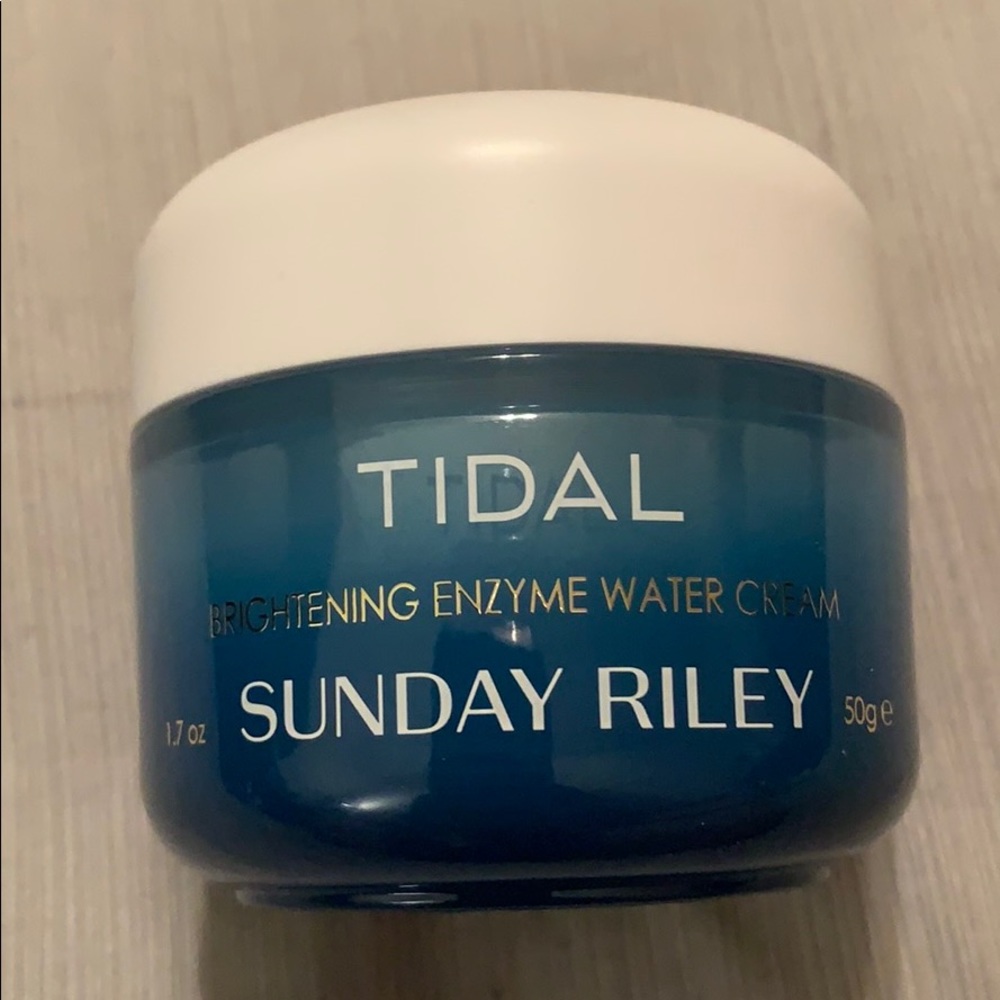 TIDAL
BRIGHTENING ENZYME WATER CREAM
SUNDAY RILEY
1.7 oz
50g e